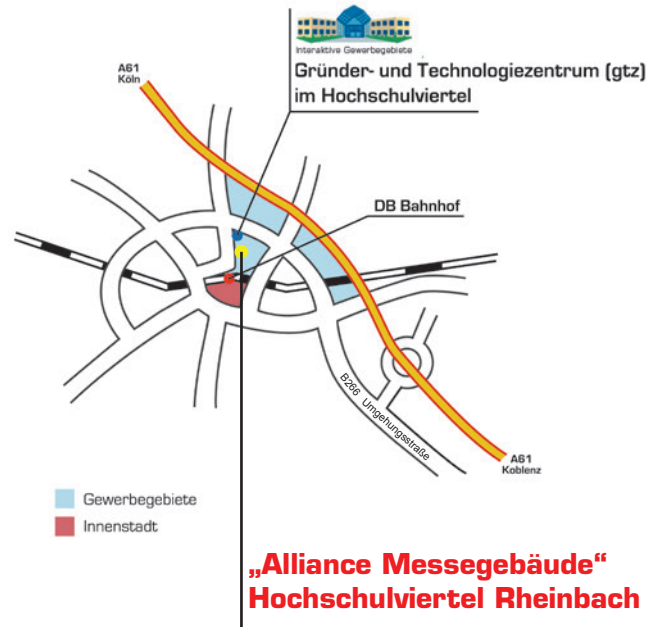 Interaktive Gewerbegebiete
Gründer- und Technologiezentrum (gtz)
im Hochschulviertel
A61
Köln
DB Bahnhof
B266 Umgehungsstraße
A61
Koblenz
Gewerbegebiete
Innenstadt
„Alliance Messegebäude“
Hochschulviertel Rheinbach